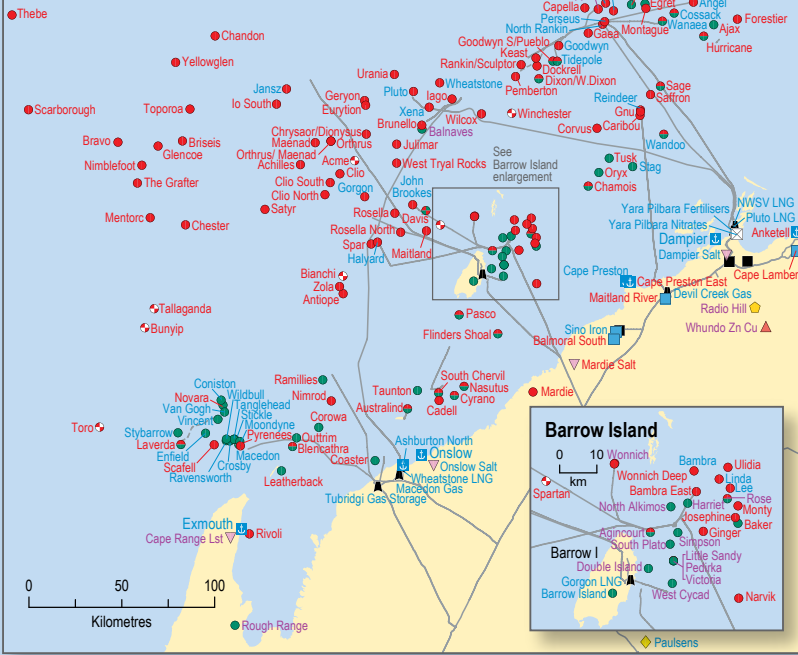 Thebe
Capella
Egret
Angel
Perseus
Cossack
Forestier
North Rankin
Wanaea
Gaea
Montague
Ajax
Chandon
Goodwyn S/Pueblo
Goodwyn
Hurricane
Keast
Tidepole
Yellowglen
Rankin/Sculptor
Dockrell
Urania
Dixon/W.Dixon
Wheatstone
Pemberton
Sage
Jansz
Pluto
Saffron
Geryon
Iago
Reindeer
Io South
Eurytion
Xena
Gnu
Scarborough
Toporoa
Wilcox
Winchester
Caribou
Brunello
Corvus
Balnaves
Chrysaor/Dionysus
Wandoo
Bravo
Briseis
Maenad
Orthrus
Julimar
See
Barrow Island
enlargement
Glencoe
Orthrus/ Maenad
Tusk
Nimblefoot
Achilles
Acme
West Tryal Rocks
Stag
Clio
Oryx
The Grafter
Clio South
John
Brookes
Chamois
Gorgon
Clio North
NWSV LNG
Satyr
Rosella
Davis
Yara Pilbara Fertilisers
Mentorc
Pluto LNG
Chester
Rosella North
Yara Pilbara Nitrates
Anketell
Spar
Dampier
Halyard
Maitland
Dampier Salt
Bianchi
Cape Preston
Cape Lamber
Zola
Cape Preston East
Antiope
Maitland River
Devil Creek Gas
Tallaganda
Radio Hill
Pasco
Bunyip
Flinders Shoal
Sino Iron
Whundo Zn Cu
Balmoral South
Mardie Salt
Ramillies
South Chervil
Coniston
Taunton
Nasutus
Mardie
Novara
Wildbull
Nimrod
Cyrano
Van Gogh
Tanglehead
Australind
Cadell
Vincent
Stickle
Corowa
Toro
Moondyne
Stybarrow
Pyrenees
Outtrim
Ashburton North
Laverda
Blencathra
Onslow
Enfield
Macedon
Coaster
Onslow Salt
Scafell
Crosby
Wheatstone LNG
Ravensworth
Leatherback
Macedon Gas
Tubridgi Gas Storage
Exmouth
Cape Range Lst
Rivoli
0 50 100
Kilometres
Rough Range
Barrow Island
0 10
km
Wonnich
Bambra
Ulidia
Wonnich Deep
Linda
Spartan
Bambra East
Lee
Rose
North Alkimos
Harriet
Monty
Josephine
Baker
Agincourt
Ginger
South Plato
Simpson
Barrow I
Little Sandy
Double Island
Pedirka
Gorgon LNG
Victoria
Barrow Island
West Cycad
Narvik
Paulsens